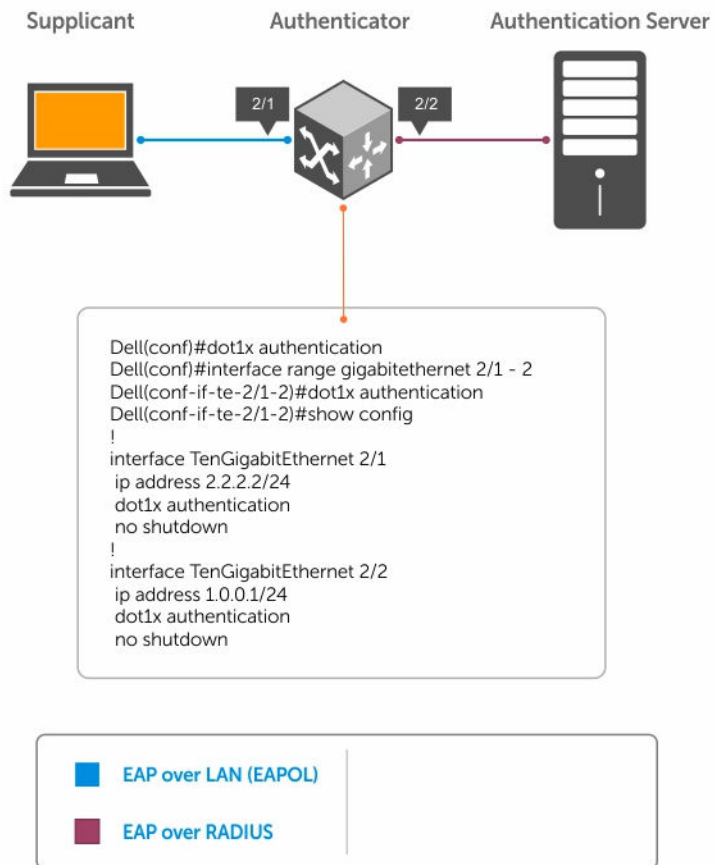 Supplicant
Authenticator
Authentication Server
2/1
2/2
Dell(conf)#dot1x authentication
Dell(conf)#interface range gigabitethernet 2/1 - 2
Dell(conf-if-te-2/1-2)#dot1x authentication
Dell(conf-if-te-2/1-2)#show config
!
interface TenGigabitEthernet 2/1
ip address 2.2.2.2/24
dot1x authentication
no shutdown
!
interface TenGigabitEthernet 2/2
ip address 1.0.0.1/24
dot1x authentication
no shutdown
EAP over LAN (EAPOL)
EAP over RADIUS